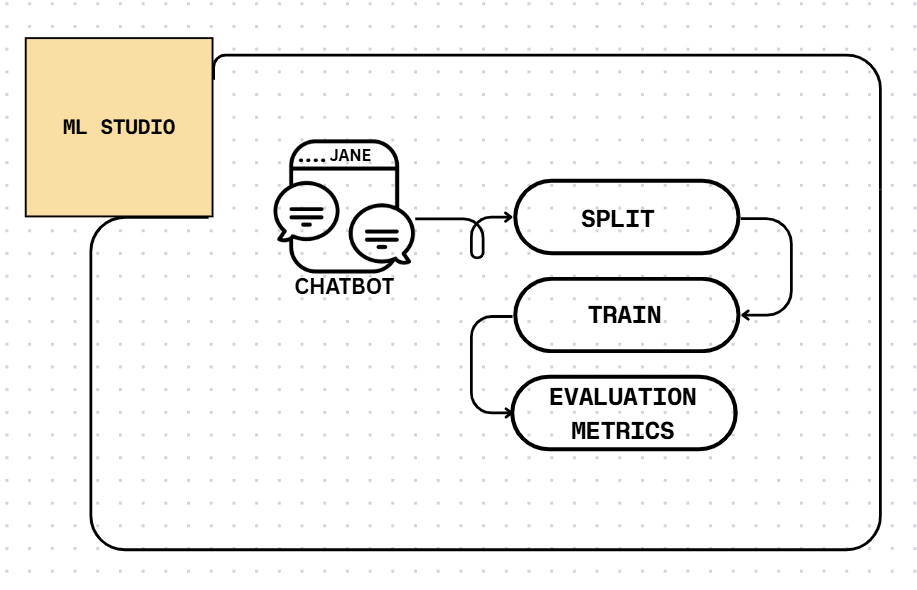 ML STUDIO
JANE
CHATBOT
SPLIT
TRAIN
EVALUATION
METRICS